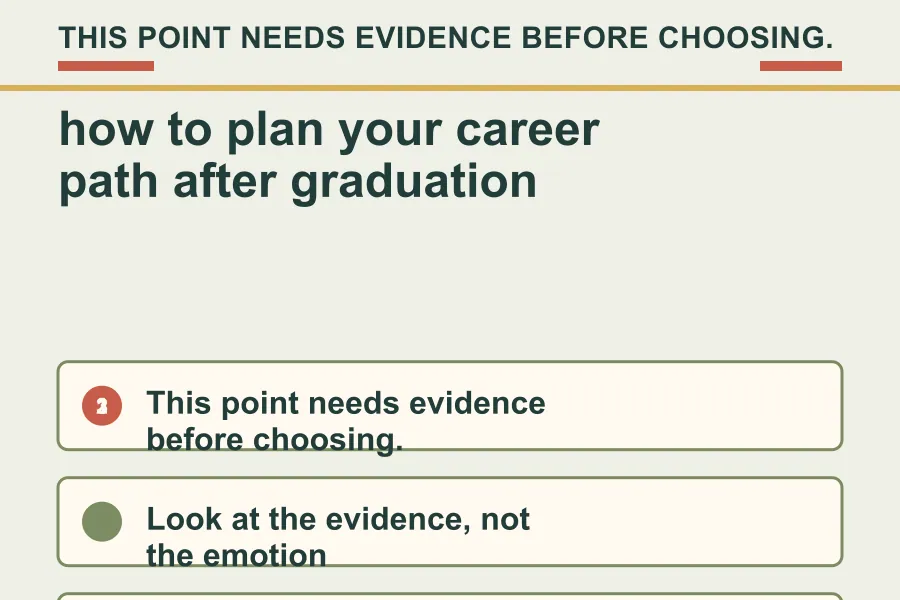 THIS POINT NEEDS EVIDENCE BEFORE CHOOSING.
how to plan your career
path after graduation
This point needs evidence
before choosing.
Look at the evidence, not
the emotion